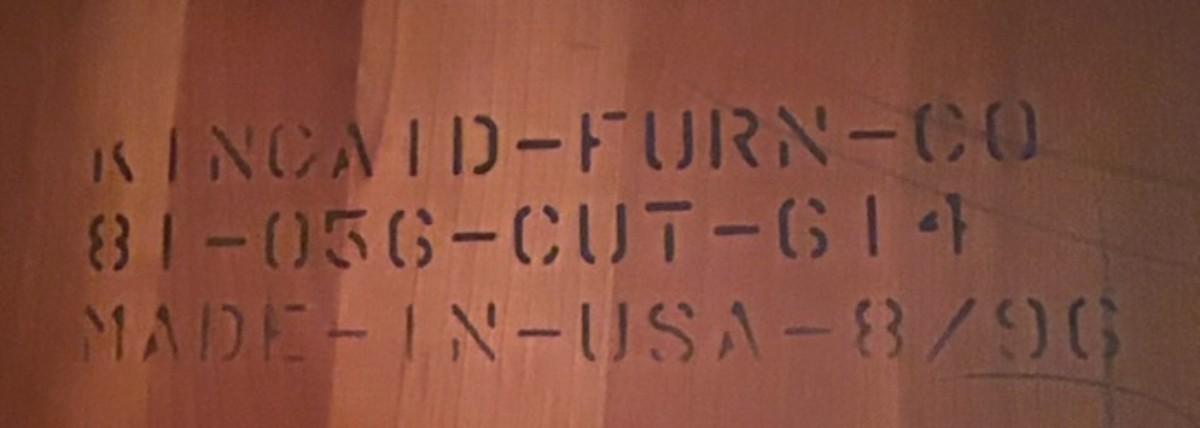 KINCAID-FURN-CO
81-056-CUT-614
MADE-IN-USA-8/96